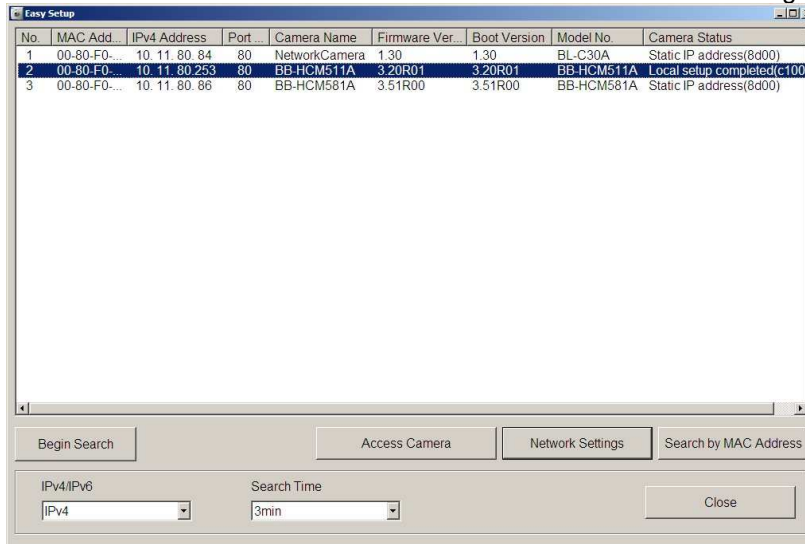 Easy Setup
No. MAC Add... IPv4 Address Port ... Camera Name Firmware Ver... Boot Version Model No. Camera Status
1 00-80-F0-... 10. 11. 80. 84 80 NetworkCamera 1.30 1.30 BL-C30A Static IP address(8d00)
2 00-80-F0-... 10. 11. 80.253 80 BB-HCM511A 3.20R01 3.20R01 BB-HCM511A Local setup completed(c100
3 00-80-F0-... 10. 11. 80. 86 80 BB-HCM581A 3.51R00 3.51R00 BB-HCM581A Static IP address(8d00)
Begin Search Access Camera Network Settings Search by MAC Address
IPv4/IPv6 Search Time
IPv4 3min Close